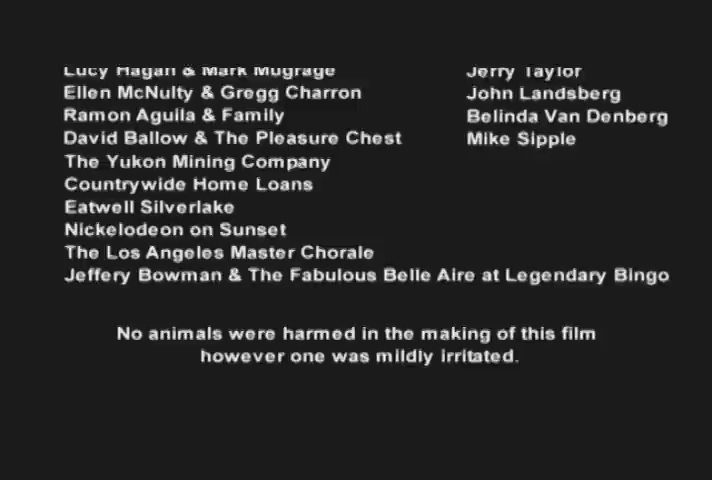 Lucy Hagan & Mark Mugrage
Ellen McNulty & Gregg Charron
Ramon Aguila & Family
David Ballow & The Pleasure Chest
The Yukon Mining Company
Countrywide Home Loans
Eatwell Silverlake
Nickelodeon on Sunset
The Los Angeles Master Chorale
Jeffery Bowman & The Fabulous Belle Aire at Legendary Bingo
Jerry Taylor
John Landsberg
Belinda Van Denberg
Mike Sipple
No animals were harmed in the making of this film
however one was mildly irritated.